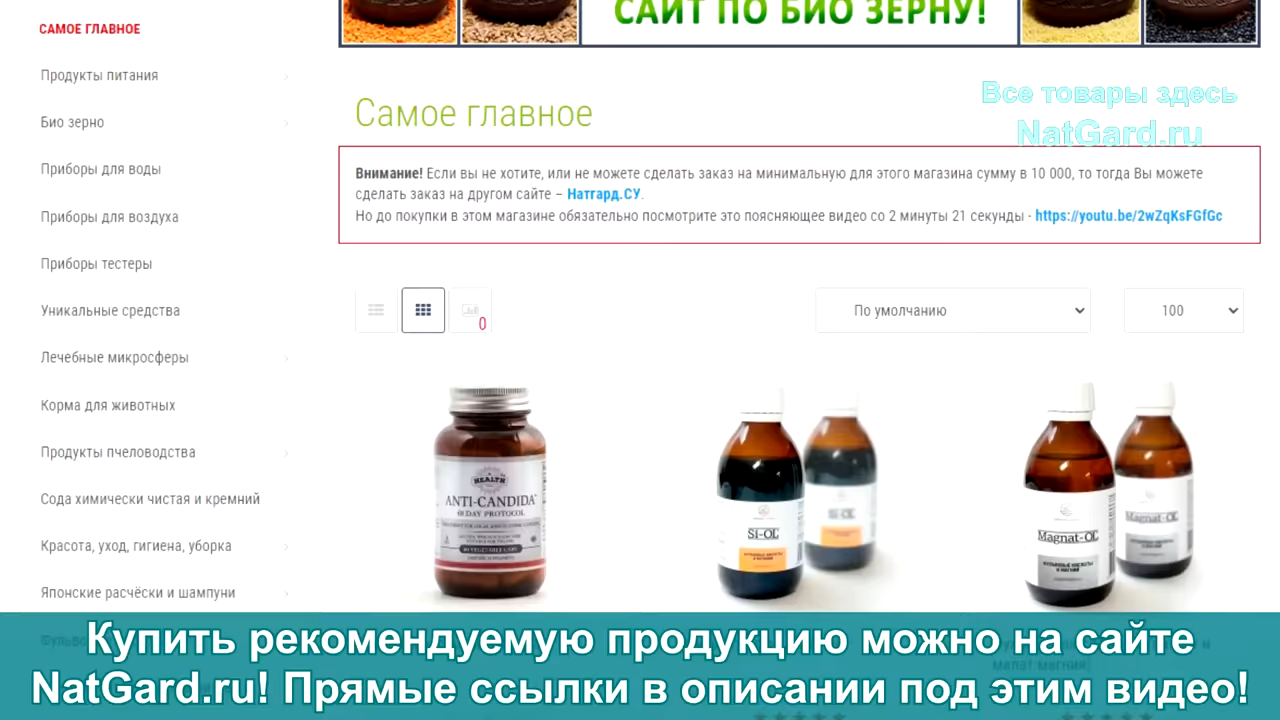 САЙТ ПО БИО ЗЕРНУ!
САМОЕ ГЛАВНОЕ
Продукты питания
Био зерно
Приборы для воды
Приборы для воздуха
Приборы тестеры
Уникальные средства
Лечебные микросферы
Корма для животных
Продукты пчеловодства
Сода химически чистая и кремний
Красота, уход, гигиена, уборка
Японские расчёски и шампуни
Все товары здесь
NatGard.ru
Самое главное
Внимание! Если вы не хотите, или не можете сделать заказ на минимальную для этого магазина сумму в 10 000, то тогда Вы можете
сделать заказ на другом сайте – Натгард.СУ.
Но до покупки в этом магазине обязательно посмотрите это поясняющее видео со 2 минуты 21 секунды - https://youtu.be/2wZqKsFGfGc
0
По умолчанию
100
HEALTH
ANTI-CANDIDA
60 DAY PROTOCOL
SI-OL
SI-OL
Magnat-OL
Magnat-OL
малат магния)
Купить рекомендуемую продукцию можно на сайте
NatGard.ru! Прямые ссылки в описании под этим видео!